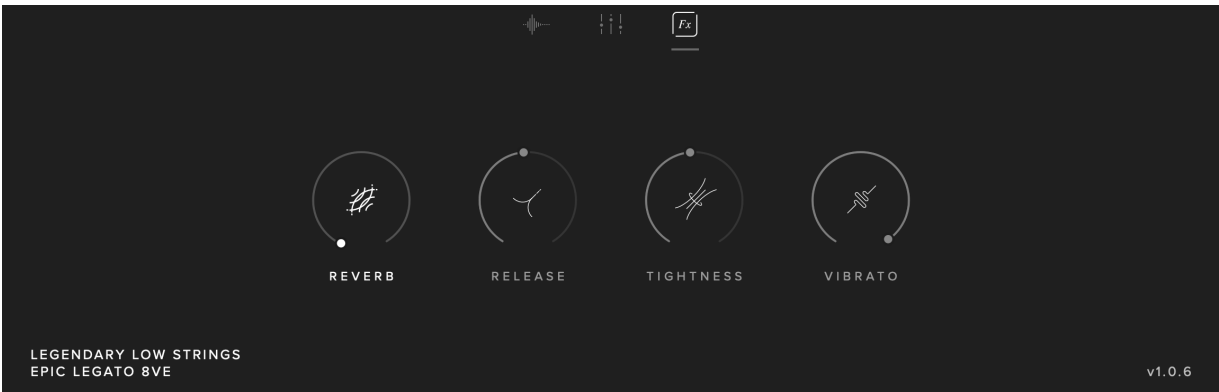 Fx
REVERB
RELEASE
TIGHTNESS
VIBRATO
LEGENDARY LOW STRINGS
EPIC LEGATO 8VE
v1.0.6